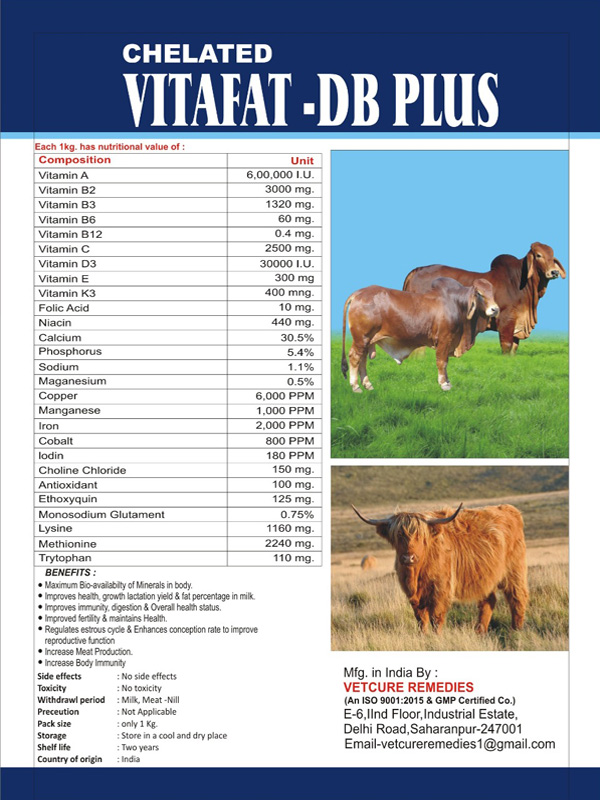 CHELATED
VITAFAT -DB PLUS
Each 1kg. has nutritional value of :
Composition Unit
Vitamin A 6,00,000 I.U.
Vitamin B2 3000 mg.
Vitamin B3 1320 mg.
Vitamin B6 60 mg.
Vitamin B12 0.4 mg.
Vitamin C 2500 mg.
Vitamin D3 30000 I.U.
Vitamin E 300 mg
Vitamin K3 400 mng.
Folic Acid 10 mg.
Niacin 440 mg.
Calcium 30.5%
Phosphorus 5.4%
Sodium 1.1%
Maganesium 0.5%
Copper 6,000 PPM
Manganese 1,000 PPM
Iron 2,000 PPM
Cobalt 800 PPM
Iodin 180 PPM
Choline Chloride 150 mg.
Antioxidant 100 mg.
Ethoxyquin 125 mg.
Monosodium Glutament 0.75%
Lysine 1160 mg.
Methionine 2240 mg.
Trytophan 110 mg.
BENEFITS :
• Maximum Bio-availabilty of Minerals in body.
• Improves health, growth lactation yield & fat percentage in milk.
• Improves immunity, digestion & Overall health status.
• Improved fertility & maintains Health.
• Regulates estrous cycle & Enhances conception rate to improve
reproductive function
• Increase Meat Production.
• Increase Body Immunity
Side effects : No side effects
Toxicity : No toxicity
Withdrawl period : Milk, Meat -Nill
Preceution : Not Applicable
Pack size : only 1 Kg.
Storage : Store in a cool and dry place
Shelf life : Two years
Country of origin : India
Mfg. in India By :
VETCURE REMEDIES
(An ISO 9001:2015 & GMP Certified Co.)
E-6,IInd Floor,Industrial Estate,
Delhi Road,Saharanpur-247001
Email-vetcureremedies1@gmail.com